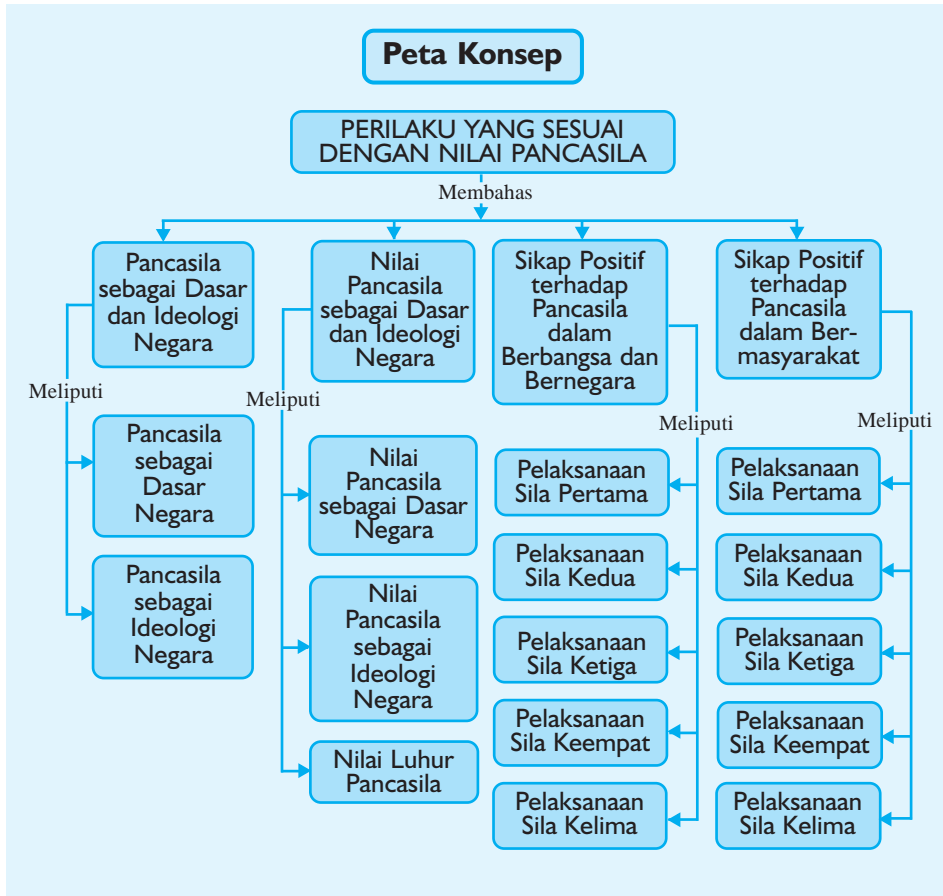 Peta Konsep
PERILAKU YANG SESUAI
DENGAN NILAI PANCASILA
Membahas
Pancasila
sebagai Dasar
dan Ideologi
Negara
Meliputi
Pancasila
sebagai
Dasar
Negara
Pancasila
sebagai
Ideologi
Negara
Nilai
Pancasila
sebagai Dasar
dan Ideologi
Negara
Meliputi
Nilai
Pancasila
sebagai Dasar
Negara
Nilai
Pancasila
sebagai
Ideologi
Negara
Nilai Luhur
Pancasila
Sikap Positif
terhadap
Pancasila
dalam
Berbangsa dan
Bernegara
Meliputi
Pelaksanaan
Sila Pertama
Pelaksanaan
Sila Kedua
Pelaksanaan
Sila Ketiga
Pelaksanaan
Sila Keempat
Pelaksanaan
Sila Kelima
Sikap Positif
terhadap
Pancasila
dalam Ber-
masyarakat
Meliputi
Pelaksanaan
Sila Pertama
Pelaksanaan
Sila Kedua
Pelaksanaan
Sila Ketiga
Pelaksanaan
Sila Keempat
Pelaksanaan
Sila Kelima